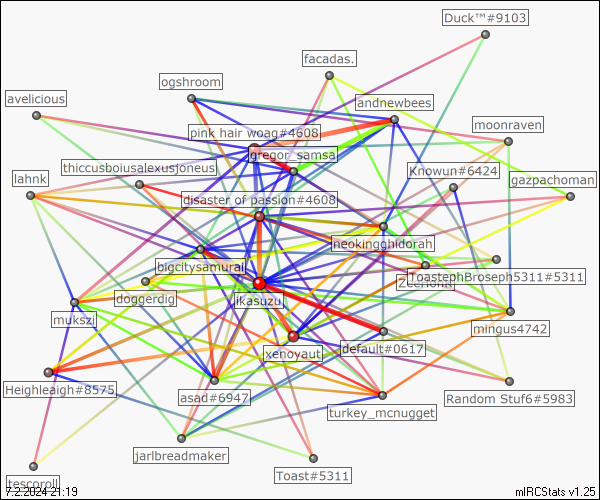 Duck™#9103
facadas.
ogshroom
avelicious
andnewbees
pink hair woag#4608
moonraven
gregor_samsa
thiccusboiusalexusjoneus
Knowun#6424
lahnk
gazpachoman
disaster of passion#4608
neokingghidorah
bigcitysamurai
ToastephBroseph5311#5311
doggerdig
ikasuzu
mukszi
mingus4742
xenoyaut
default#0617
Heighleaigh#8575
asad#6947
Random Stuf6#5983
turkey_mcnugget
jarlbreadmaker
Toast#5311
tescoroll
7.2.2024 21:19
mIRCStats v1.25